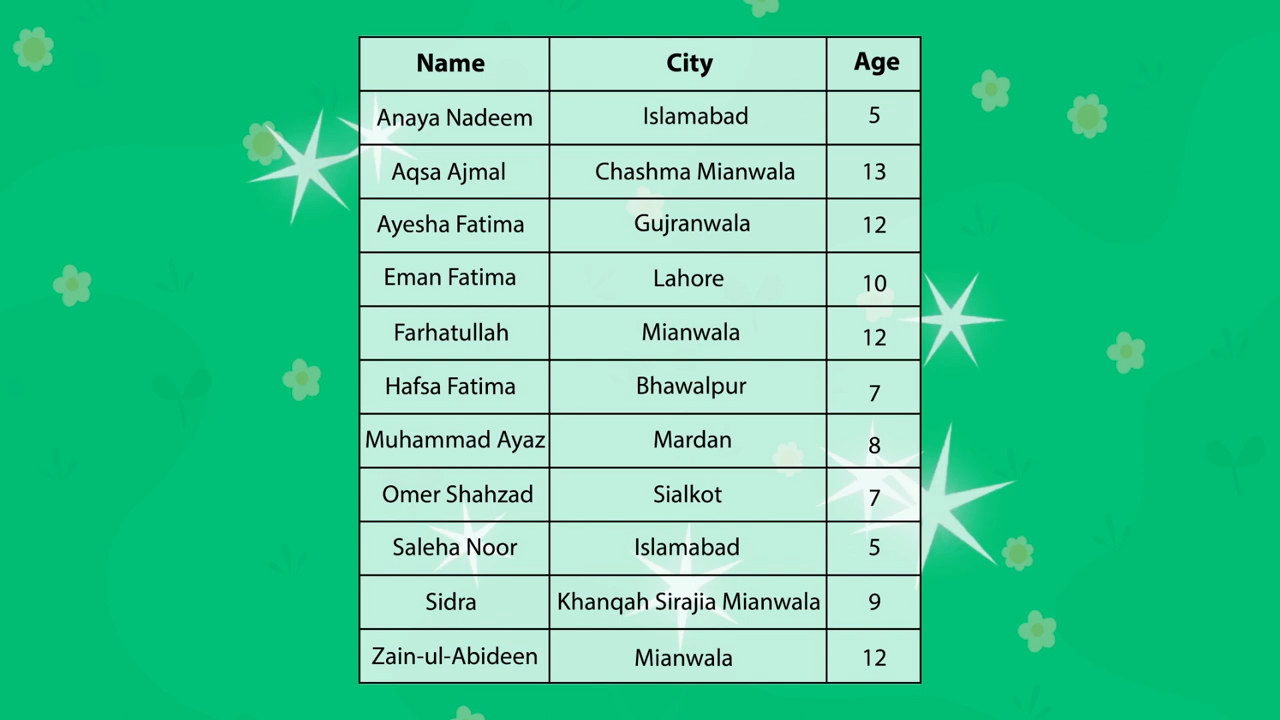 Name City Age
Anaya Nadeem Islamabad 5
Aqsa Ajmal Chashma Mianwala 13
Ayesha Fatima Gujranwala 12
Eman Fatima Lahore 10
Farhatullah Mianwala 12
Hafsa Fatima Bhawalpur 7
Muhammad Ayaz Mardan 8
Omer Shahzad Sialkot 7
Saleha Noor Islamabad 5
Sidra Khanqah Sirajia Mianwala 9
Zain-ul-Abideen Mianwala 12